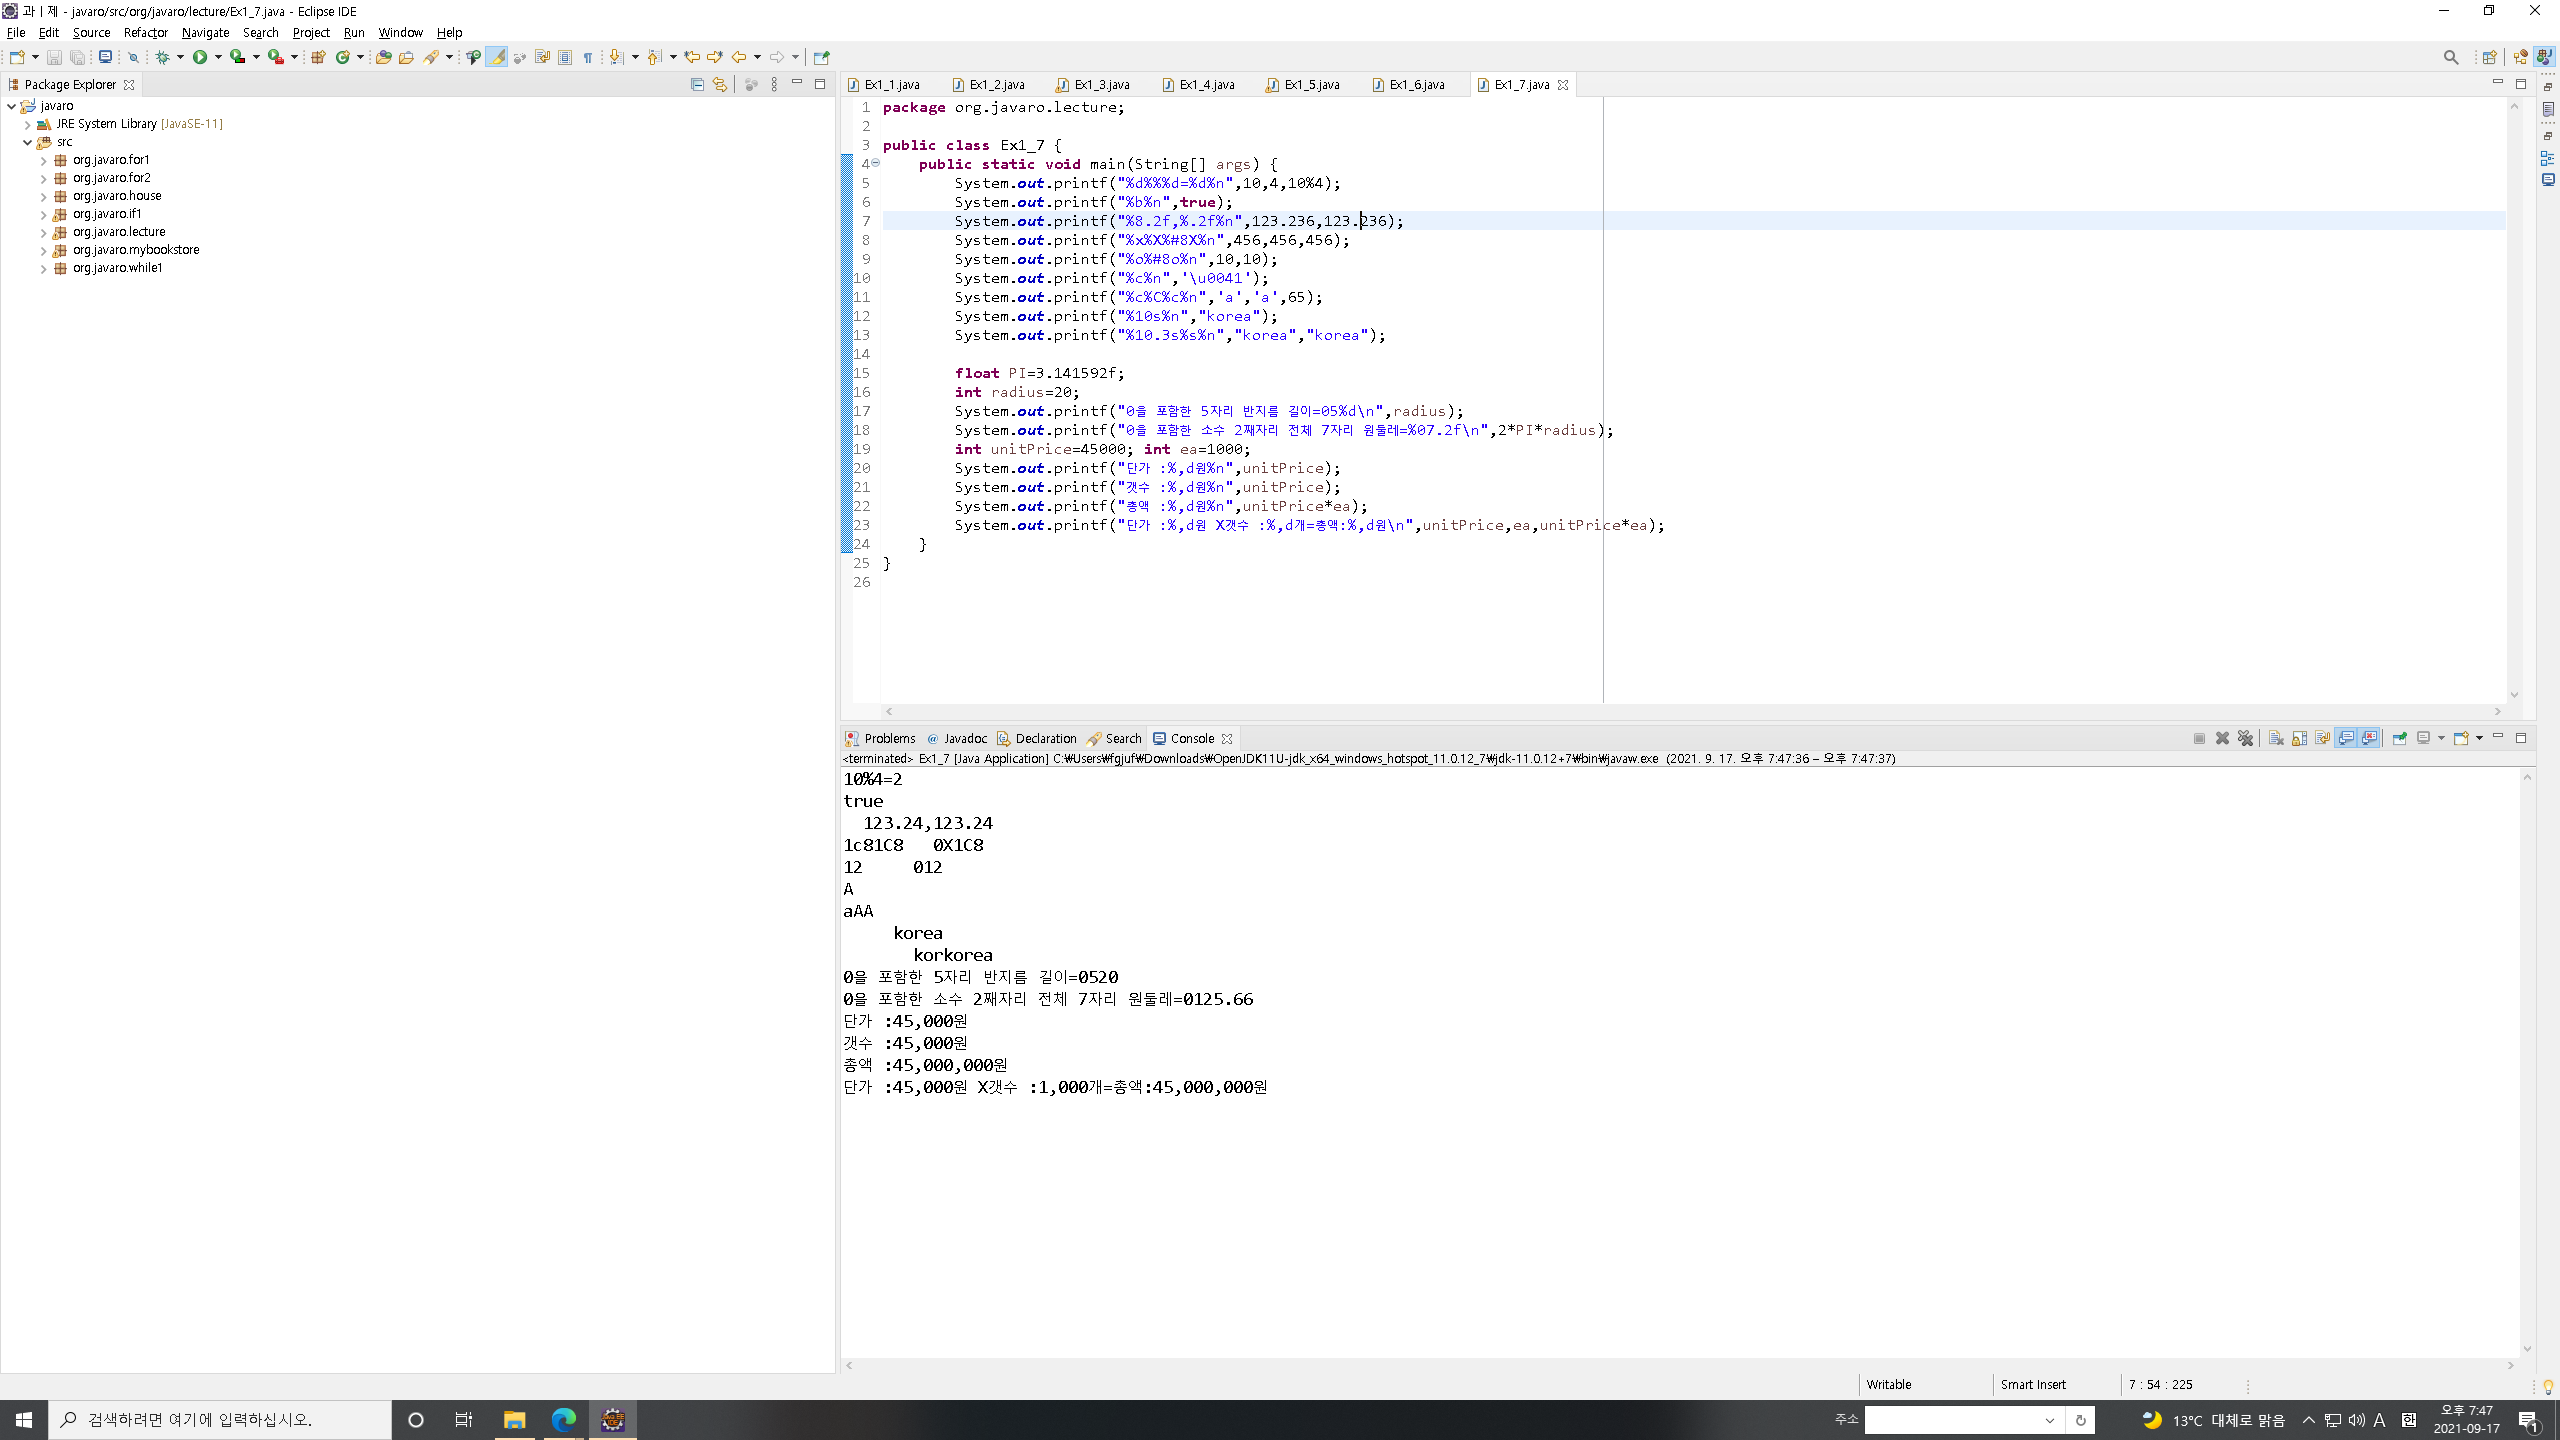 과ㅣ제 - javaro/src/org/javaro/lecture/Ex1_7.java - Eclipse IDE
File Edit Source Refactor Navigate Search Project Run Window Help
Package Explorer
javaro
JRE System Library [JavaSE-11]
src
org.javaro.for1
org.javaro.for2
org.javaro.house
org.javaro.if1
org.javaro.lecture
org.javaro.mybookstore
org.javaro.while1
Ex1_1.java Ex1_2.java Ex1_3.java Ex1_4.java Ex1_5.java Ex1_6.java Ex1_7.java
1 package org.javaro.lecture;
2
3 public class Ex1_7 {
4 public static void main(String[] args) {
5 System.out.printf("%d%%%d=%d%n",10,4,10%4);
6 System.out.printf("%b%n",true);
7 System.out.printf("%8.2f,%.2f%n",123.236,123.236);
8 System.out.printf("%x%X%#8X%n",456,456,456);
9 System.out.printf("%o%#8o%n",10,10);
10 System.out.printf("%c%n",'\u0041');
11 System.out.printf("%c%C%c%n",'a','a',65);
12 System.out.printf("%10s%n","korea");
13 System.out.printf("%10.3s%s%n","korea","korea");
14
15 float PI=3.141592f;
16 int radius=20;
17 System.out.printf("0을 포함한 5자리 반지름 길이=05%d\n",radius);
18 System.out.printf("0을 포함한 소수 2째자리 전체 7자리 원둘레=%07.2f\n",2*PI*radius);
19 int unitPrice=45000; int ea=1000;
20 System.out.printf("단가 :%,d원%n",unitPrice);
21 System.out.printf("갯수 :%,d원%n",unitPrice);
22 System.out.printf("총액 :%,d원%n",unitPrice*ea);
23 System.out.printf("단가 :%,d원 X갯수 :%,d개=총액:%,d원\n",unitPrice,ea,unitPrice*ea);
24 }
25 }
26
Problems @ Javadoc Declaration Search Console
<terminated> Ex1_7 [Java Application] C:₩Users₩fgjuf₩Downloads₩OpenJDK11U-jdk_x64_windows_hotspot_11.0.12_7₩jdk-11.0.12+7₩bin₩javaw.exe (2021. 9. 17. 오후 7:47:36 – 오후 7:47:37)
10%4=2
true
123.24,123.24
1c81C8 0X1C8
12 012
A
aAA
korea
korkorea
0을 포함한 5자리 반지름 길이=0520
0을 포함한 소수 2째자리 전체 7자리 원둘레=0125.66
단가 :45,000원
갯수 :45,000원
총액 :45,000,000원
단가 :45,000원 X갯수 :1,000개=총액:45,000,000원
Writable Smart Insert 7 : 54 : 225
검색하려면 여기에 입력하십시오.
주소
13°C 대체로 맑음
A 한
오후 7:47
2021-09-17
1